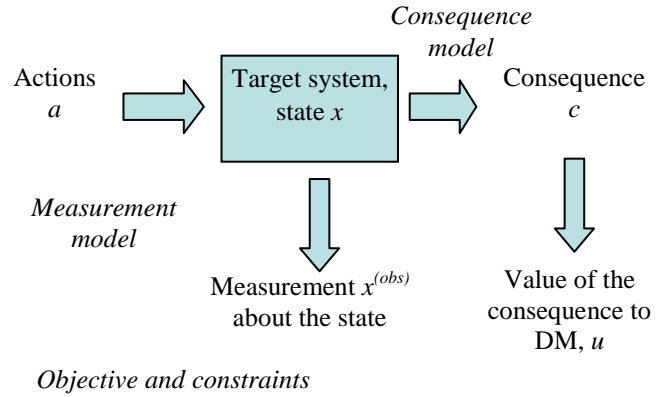 Consequence
model
Actions
a
Target system,
state x
Consequence
c
Measurement
model
Measurement x(obs)
about the state
Value of the
consequence to
DM, u
Objective and constraints